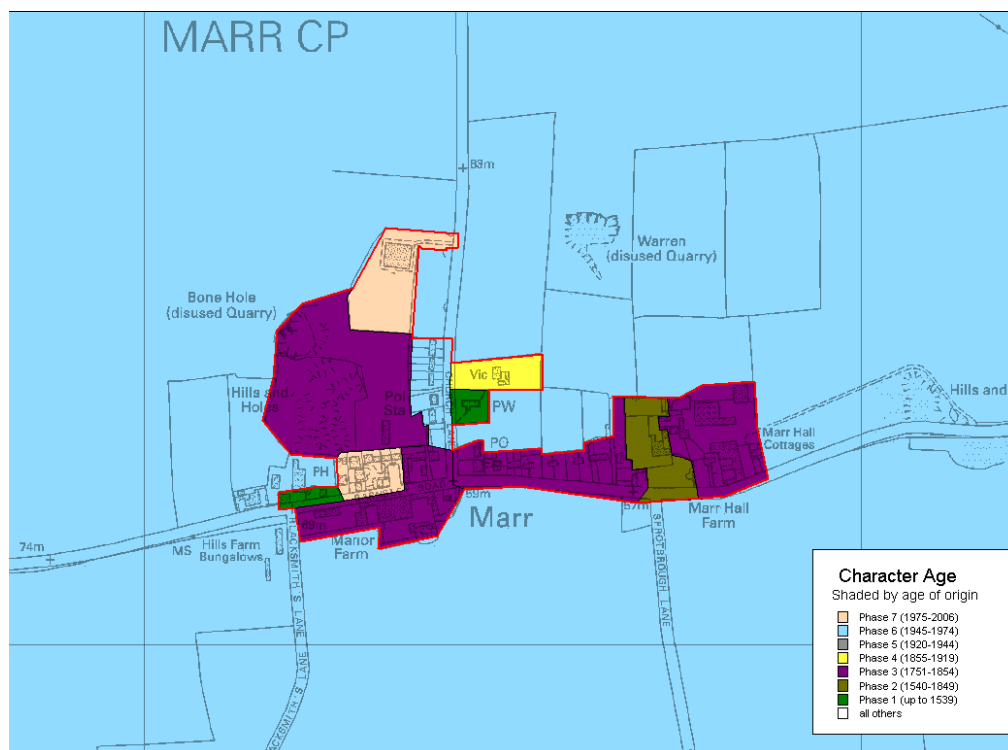 MARR CP
83m
Warren
(disused Quarry)
Bone Hole
(disused Quarry)
Vic
Hills and
Holes
Pol
Sta
PW
Hills and
PO
Marr Hall
Cottages
PH
59m
57m
Marr
Marr Hall
Farm
69m
Manor
Farm
74m
MS
Hills Farm
Bungalows
BLACKSMITH'S LANE
SPROTBROUGH LANE
Character Age
Shaded by age of origin
Phase 7 (1975-2006)
Phase 6 (1945-1974)
Phase 5 (1920-1944)
Phase 4 (1855-1919)
Phase 3 (1751-1854)
Phase 2 (1540-1849)
Phase 1 (up to 1539)
all others